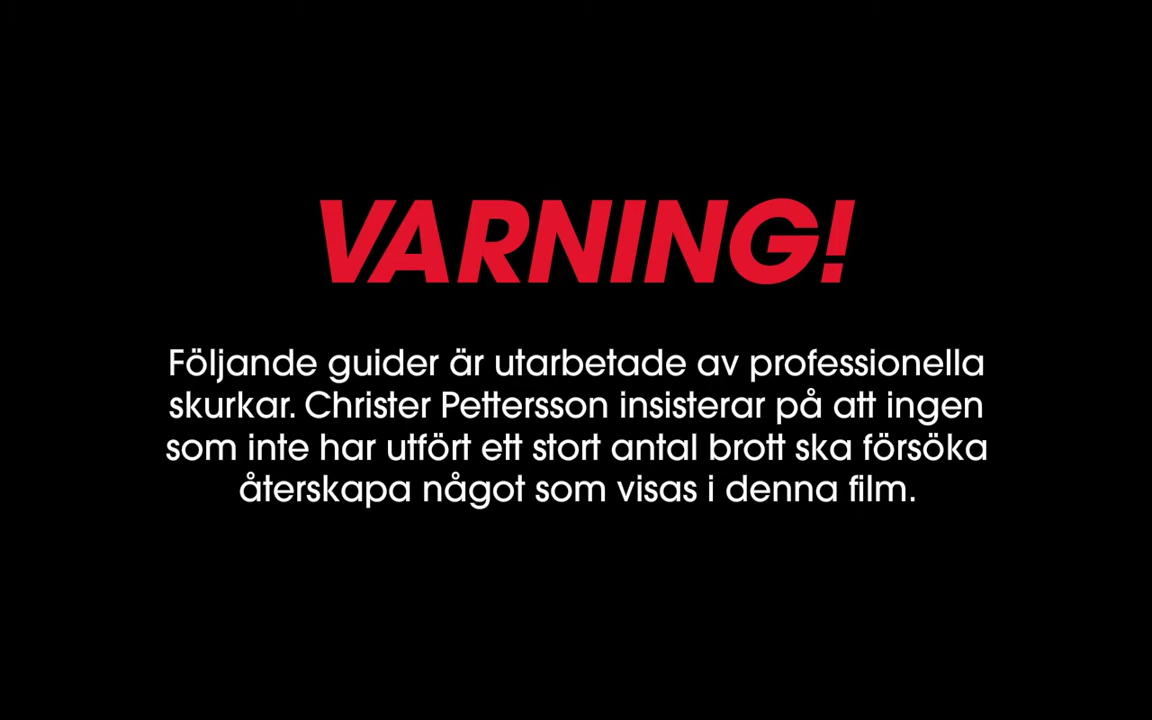 VARNING!
Följande guider är utarbetade av professionella
skurkar. Christer Pettersson insisterar på att ingen
som inte har utfört ett stort antal brott ska försöka
återskapa något som visas i denna film.